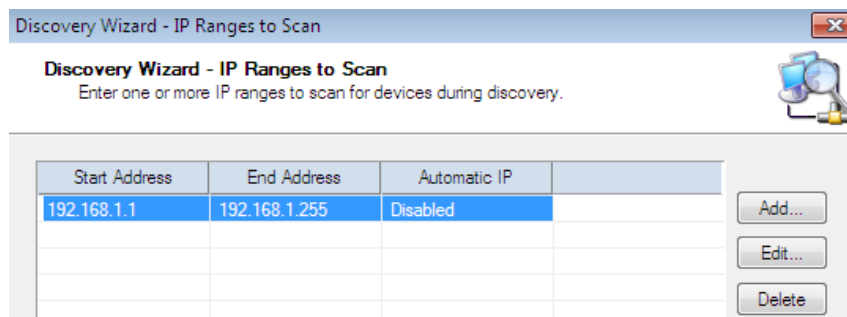 Discovery Wizard - IP Ranges to Scan
Discovery Wizard - IP Ranges to Scan
Enter one or more IP ranges to scan for devices during discovery.
Start Address End Address Automatic IP
192.168.1.1 192.168.1.255 Disabled
Add...
Edit...
Delete